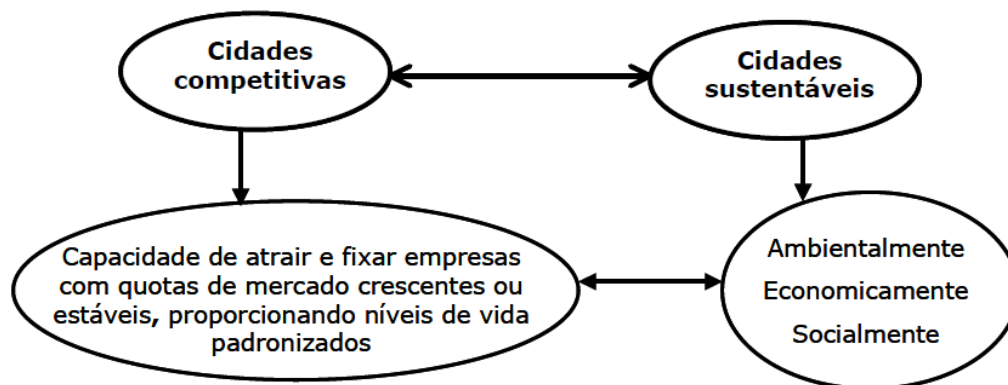 Cidades
competitivas
Cidades
sustentáveis
Capacidade de atrair e fixar empresas
com quotas de mercado crescentes ou
estáveis, proporcionando níveis de vida
padronizados
Ambientalmente
Economicamente
Socialmente